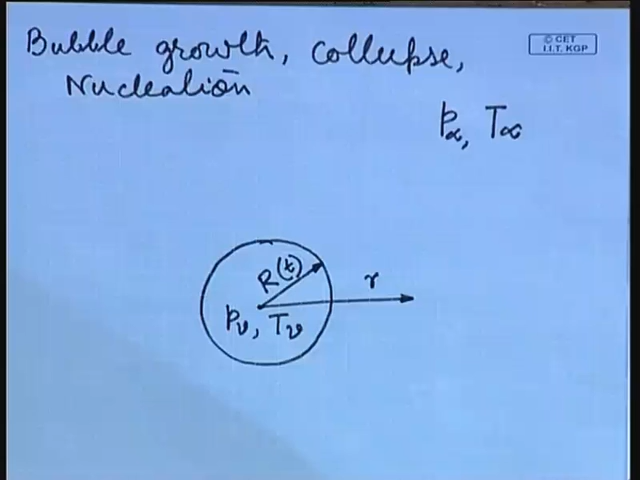 Bubble growth, collapse,
Nucleation
© CET
I.I.T. KGP
p∞, T∞
R(t)
r
pv, Tv